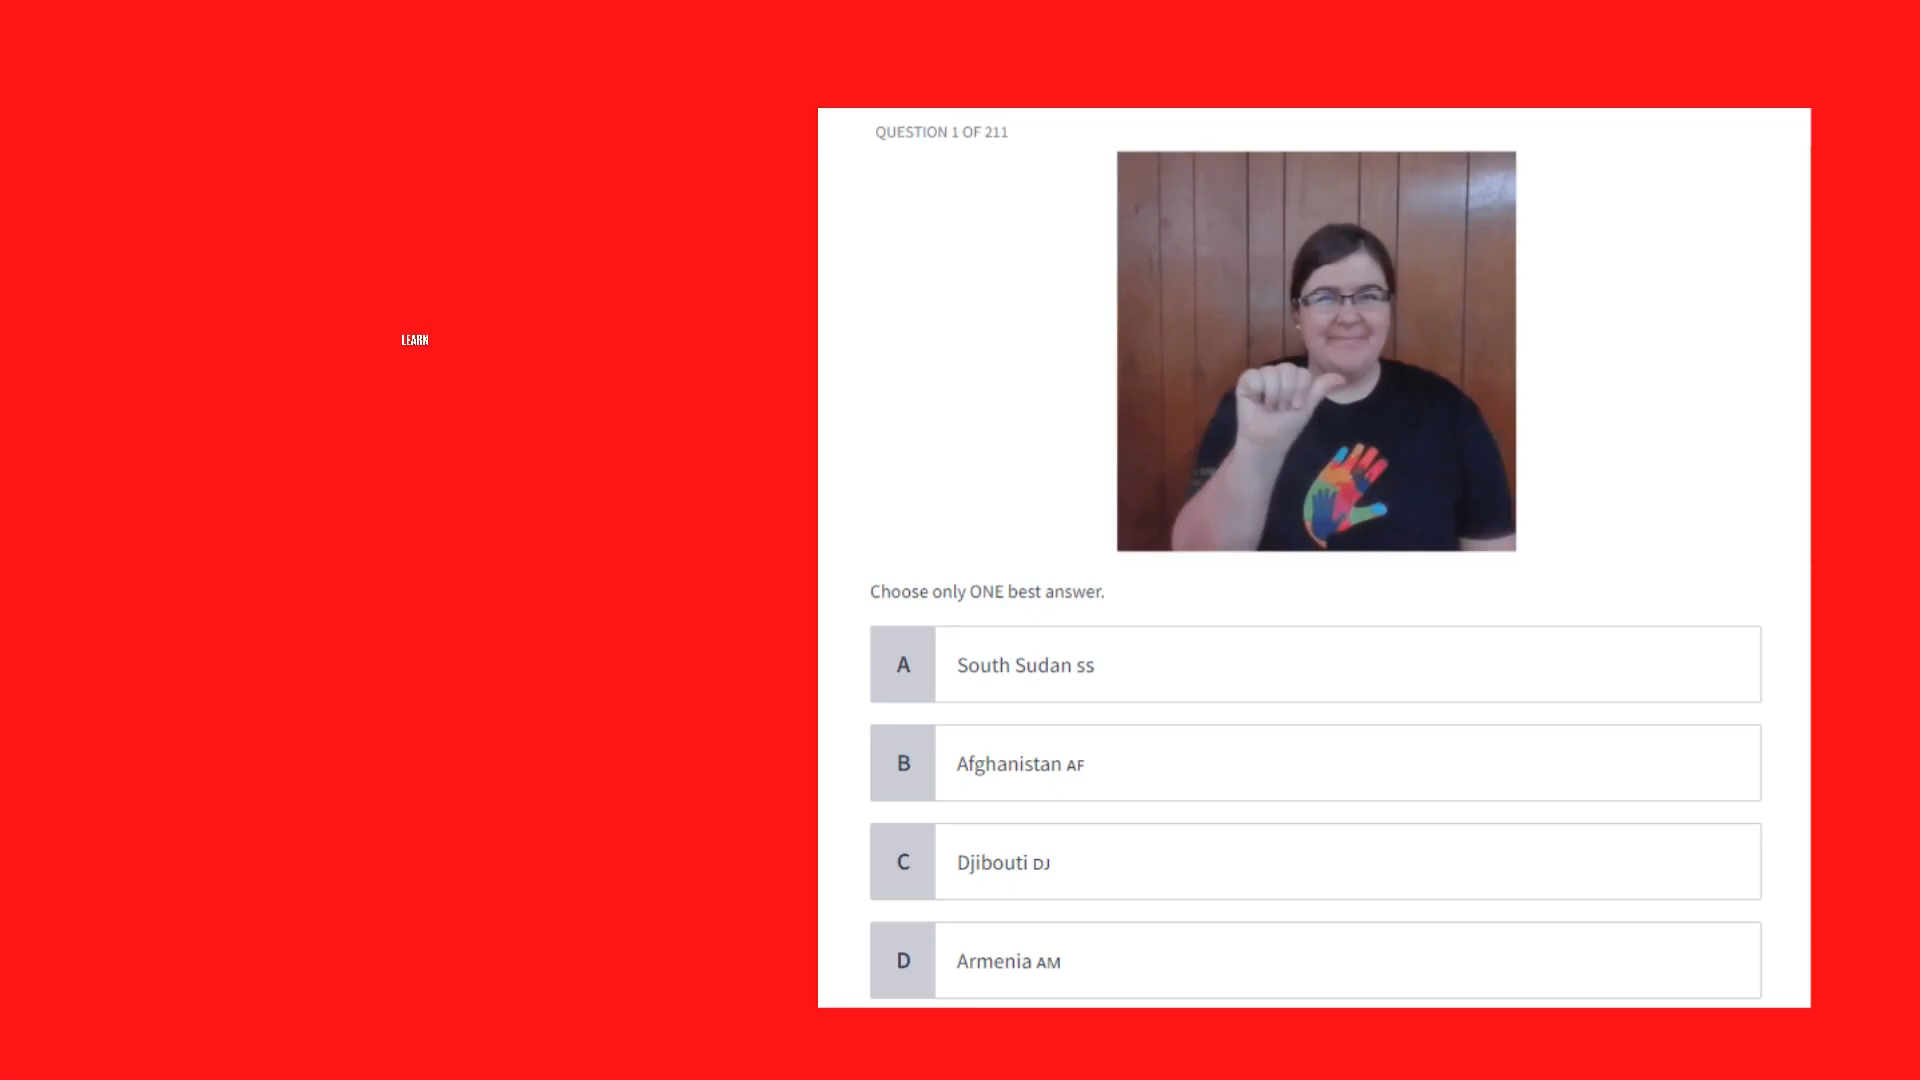 LEARN
QUESTION 1 OF 211
Choose only ONE best answer.
A South Sudan ss
B Afghanistan AF
C Djibouti DJ
D Armenia AM